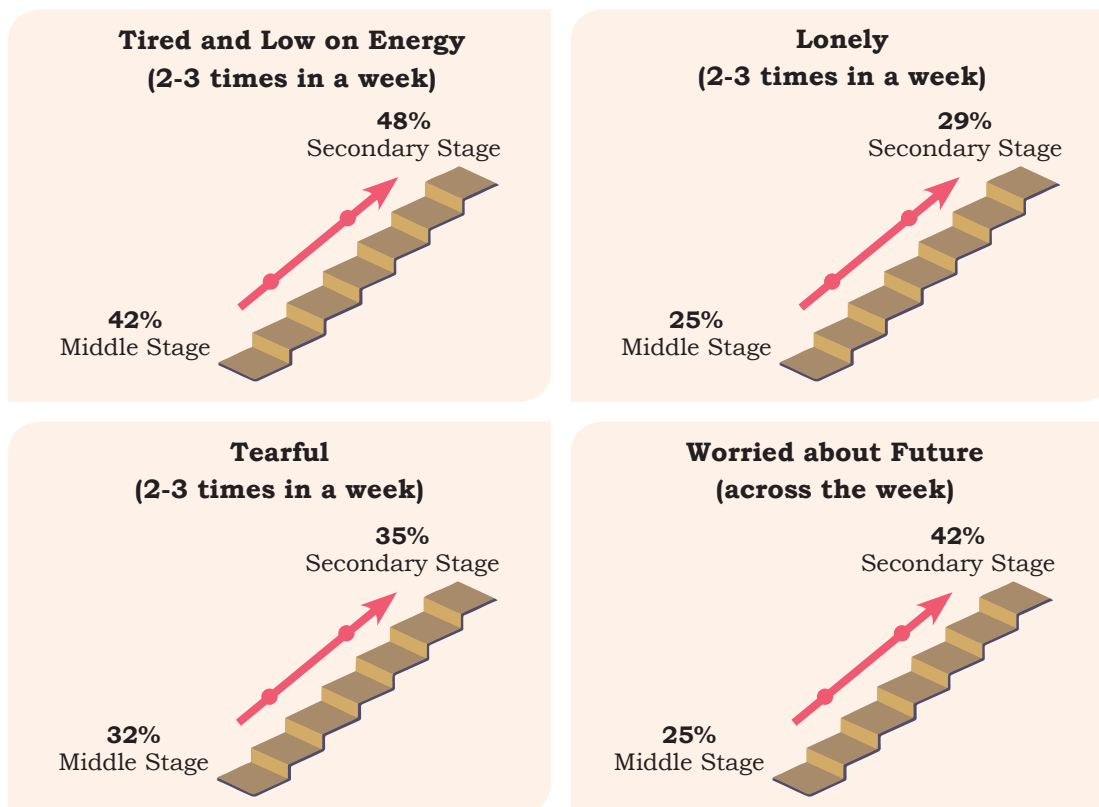 Tired and Low on Energy
(2-3 times in a week)
48%
Secondary Stage
42%
Middle Stage
Lonely
(2-3 times in a week)
29%
Secondary Stage
25%
Middle Stage
Tearful
(2-3 times in a week)
35%
Secondary Stage
32%
Middle Stage
Worried about Future
(across the week)
42%
Secondary Stage
25%
Middle Stage